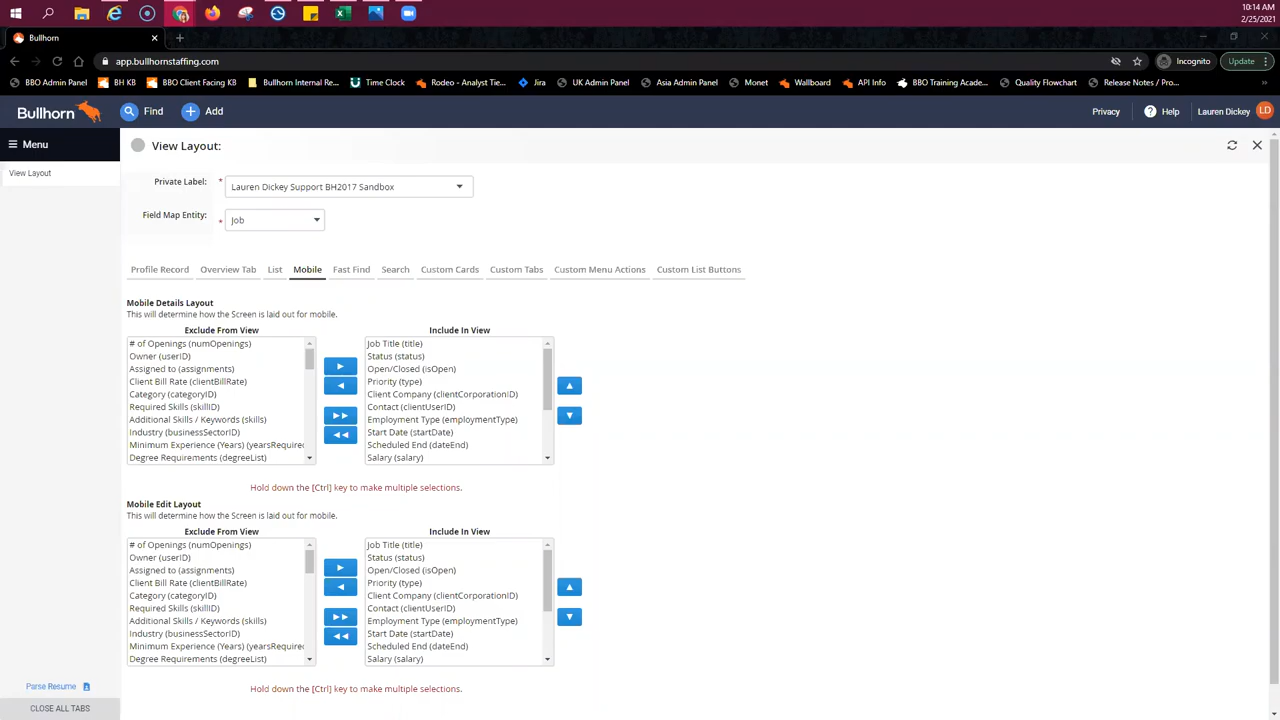 10:14 AM
2/25/2021
Bullhorn
app.bullhornstaffing.com
Incognito
Update
BBO Admin Panel
BH KB
BBO Client Facing KB
Bullhorn Internal Re...
Time Clock
Rodeo - Analyst Tie...
Jira
UK Admin Panel
Asia Admin Panel
Monet
Wallboard
API Info
BBO Training Acade...
Quality Flowchart
Release Notes / Pro...
Bullhorn
Find
Add
Privacy
Help
Lauren Dickey
LD
Menu
View Layout
View Layout:
Private Label:
* Lauren Dickey Support BH2017 Sandbox
Field Map Entity:
* Job
Profile Record
Overview Tab
List
Mobile
Fast Find
Search
Custom Cards
Custom Tabs
Custom Menu Actions
Custom List Buttons
Mobile Details Layout
This will determine how the Screen is laid out for mobile.
Exclude From View
# of Openings (numOpenings)
Owner (userID)
Assigned to (assignments)
Client Bill Rate (clientBillRate)
Category (categoryID)
Required Skills (skillID)
Additional Skills / Keywords (skills)
Industry (businessSectorID)
Minimum Experience (Years) (yearsRequired
Degree Requirements (degreeList)
Include In View
Job Title (title)
Status (status)
Open/Closed (isOpen)
Priority (type)
Client Company (clientCorporationID)
Contact (clientUserID)
Employment Type (employmentType)
Start Date (startDate)
Scheduled End (dateEnd)
Salary (salary)
Hold down the [Ctrl] key to make multiple selections.
Mobile Edit Layout
This will determine how the Screen is laid out for mobile.
Exclude From View
# of Openings (numOpenings)
Owner (userID)
Assigned to (assignments)
Client Bill Rate (clientBillRate)
Category (categoryID)
Required Skills (skillID)
Additional Skills / Keywords (skills)
Industry (businessSectorID)
Minimum Experience (Years) (yearsRequired
Degree Requirements (degreeList)
Include In View
Job Title (title)
Status (status)
Open/Closed (isOpen)
Priority (type)
Client Company (clientCorporationID)
Contact (clientUserID)
Employment Type (employmentType)
Start Date (startDate)
Scheduled End (dateEnd)
Salary (salary)
Hold down the [Ctrl] key to make multiple selections.
Parse Resume
CLOSE ALL TABS